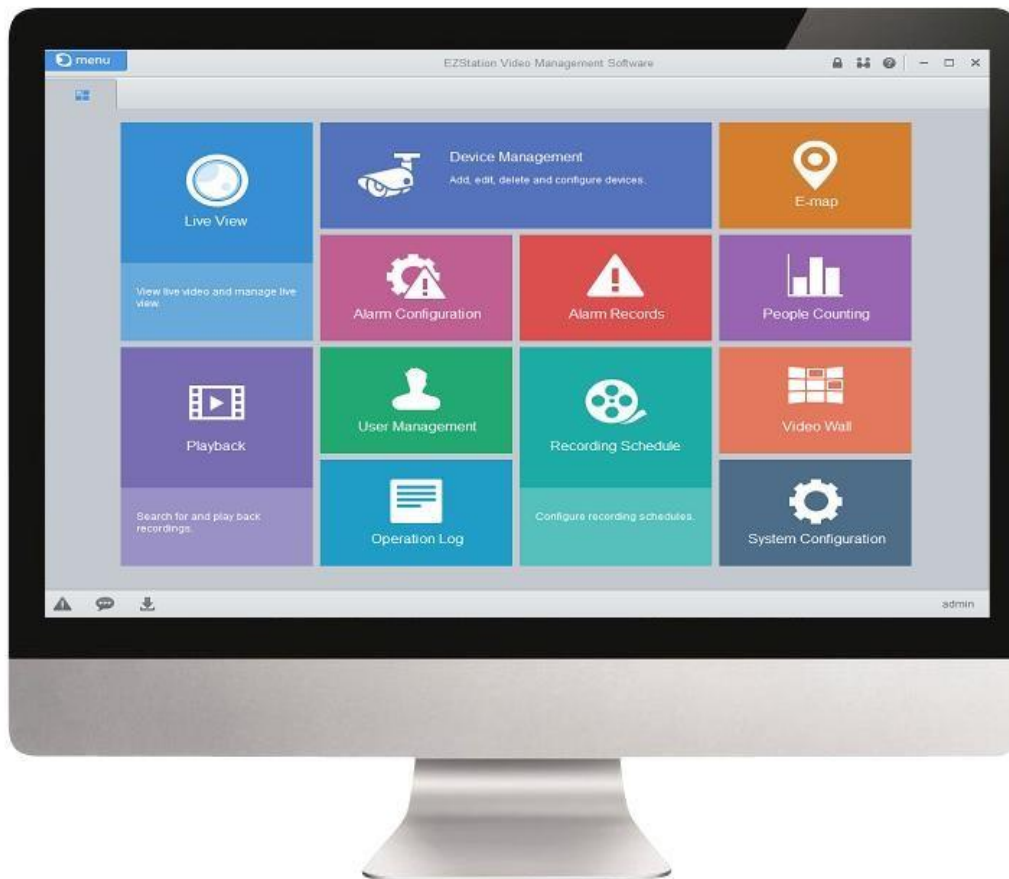 menu
EZStation Video Management Software
Live View
View live video and manage live
view.
Device Management
Add, edit, delete and configure devices.
E-map
Alarm Configuration
Alarm Records
People Counting
Playback
Search for and play back
recordings.
User Management
Recording Schedule
Configure recording schedules.
Video Wall
Operation Log
System Configuration
admin